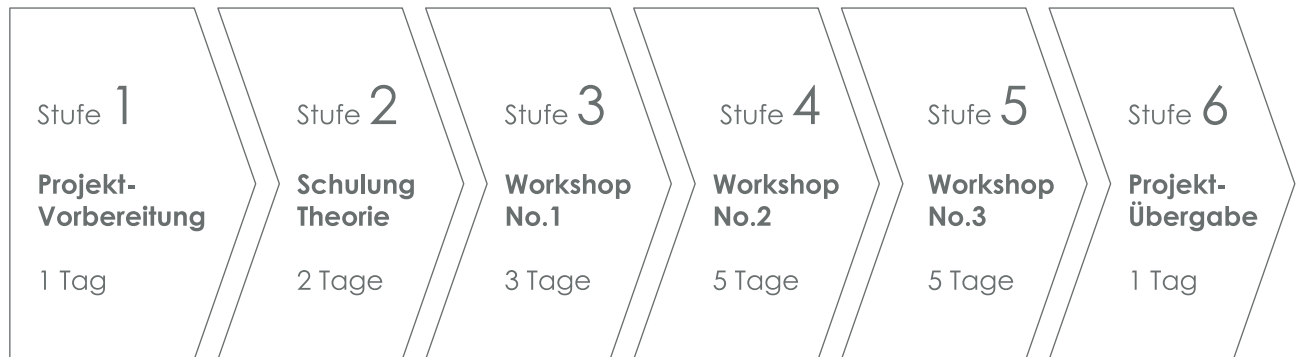 Stufe 1
Projekt-
Vorbereitung
1 Tag
Stufe 2
Schulung
Theorie
2 Tage
Stufe 3
Workshop
No.1
3 Tage
Stufe 4
Workshop
No.2
5 Tage
Stufe 5
Workshop
No.3
5 Tage
Stufe 6
Projekt-
Übergabe
1 Tag